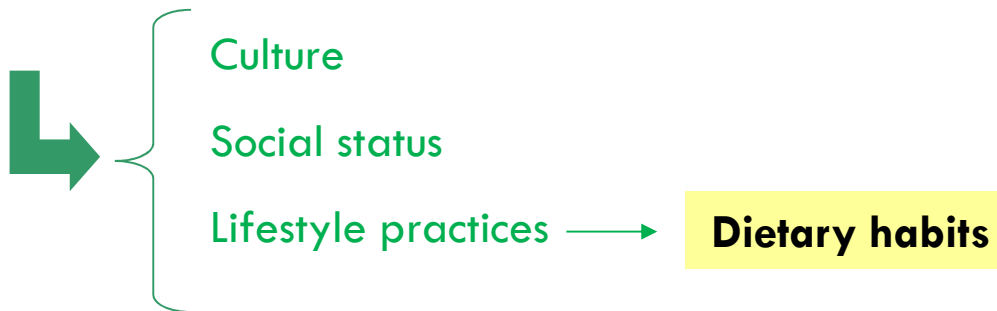 Culture
Social status
Lifestyle practices
Dietary habits